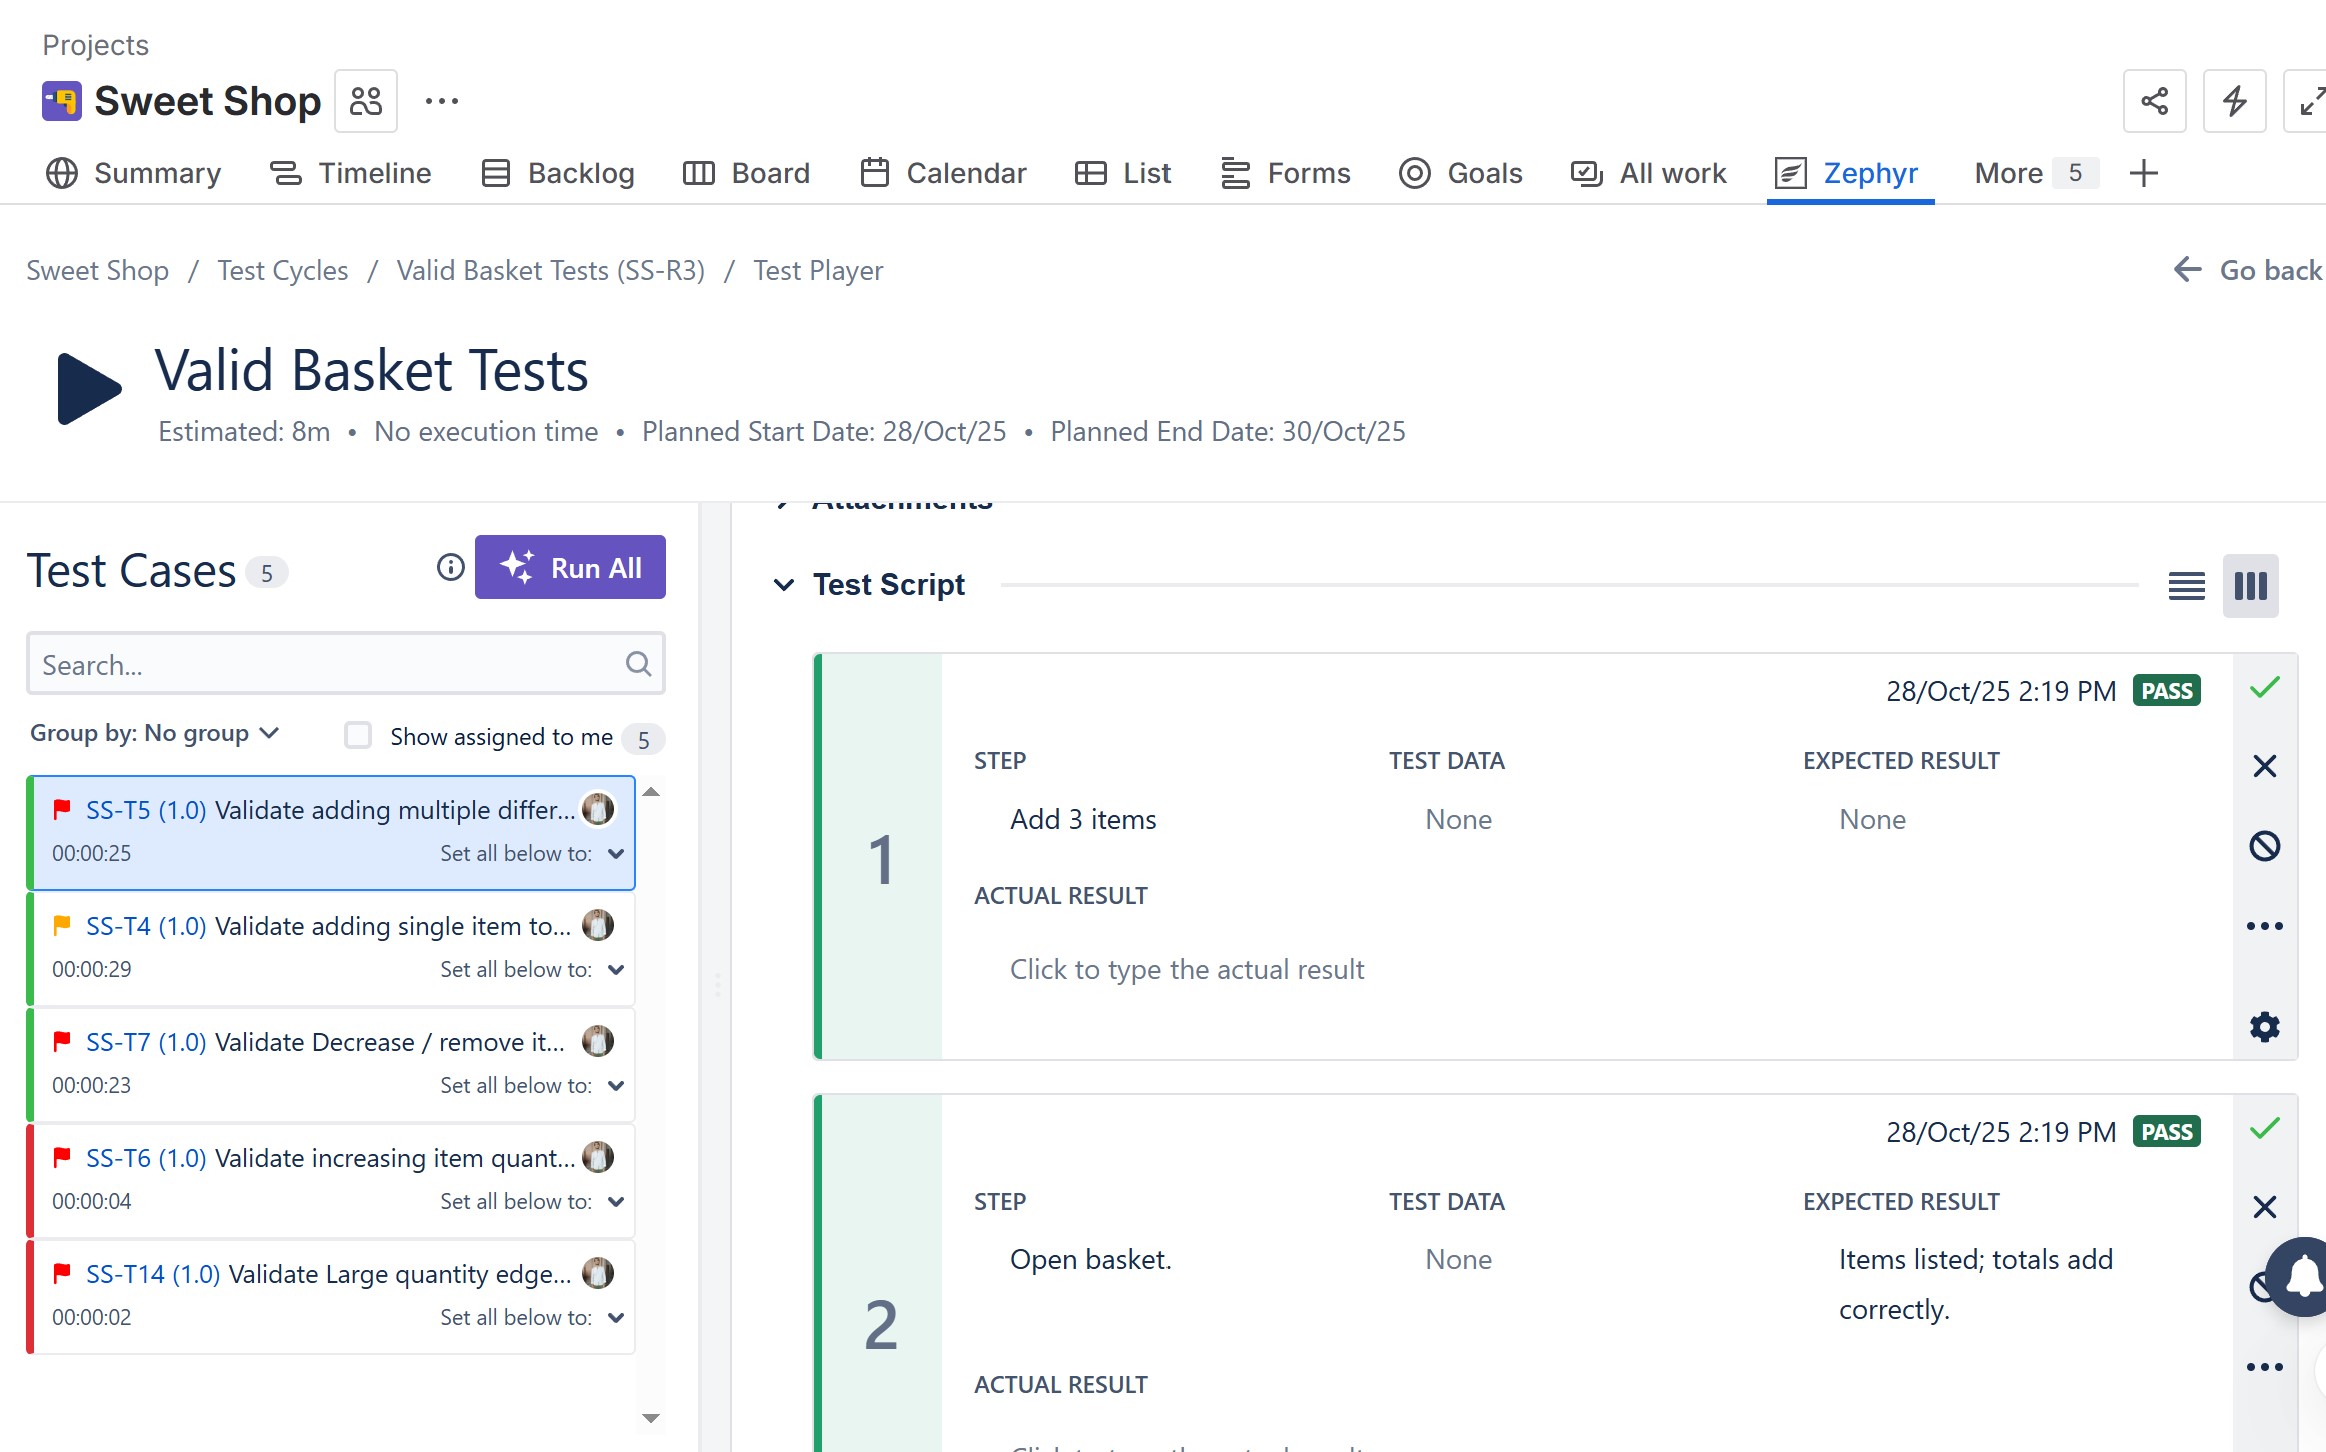 Projects
Sweet Shop
Summary Timeline Backlog Board Calendar List Forms Goals All work Zephyr More 5
Sweet Shop / Test Cycles / Valid Basket Tests (SS-R3) / Test Player
Go back
Valid Basket Tests
Estimated: 8m • No execution time • Planned Start Date: 28/Oct/25 • Planned End Date: 30/Oct/25
Test Cases 5
Run All
Search...
Group by: No group
Show assigned to me 5
SS-T5 (1.0) Validate adding multiple differ...
00:00:25 Set all below to:
SS-T4 (1.0) Validate adding single item to...
00:00:29 Set all below to:
SS-T7 (1.0) Validate Decrease / remove it...
00:00:23 Set all below to:
SS-T6 (1.0) Validate increasing item quant...
00:00:04 Set all below to:
SS-T14 (1.0) Validate Large quantity edge...
00:00:02 Set all below to:
Attachments
Test Script
1
28/Oct/25 2:19 PM PASS
STEP TEST DATA EXPECTED RESULT
Add 3 items None None
ACTUAL RESULT
Click to type the actual result
2
28/Oct/25 2:19 PM PASS
STEP TEST DATA EXPECTED RESULT
Open basket. None Items listed; totals add
correctly.
ACTUAL RESULT